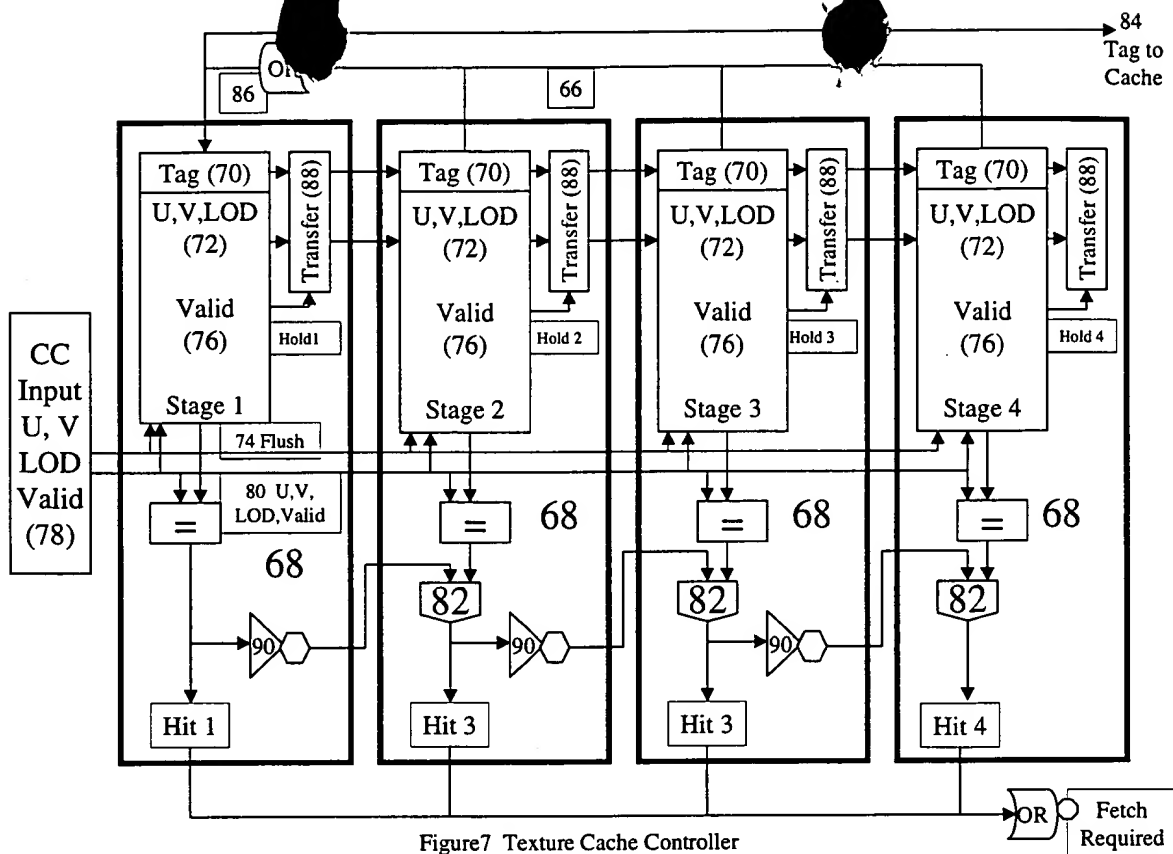 84
Tag to
Cache
OR
86
66
Tag (70)
U,V,LOD
(72)
Valid
(76)
Stage 1
Transfer (88)
Hold1
Tag (70)
U,V,LOD
(72)
Valid
(76)
Stage 2
Transfer (88)
Hold 2
Tag (70)
U,V,LOD
(72)
Valid
(76)
Stage 3
Transfer (88)
Hold 3
Tag (70)
U,V,LOD
(72)
Valid
(76)
Stage 4
Transfer (88)
Hold 4
CC
Input
U, V
LOD
Valid
(78)
74 Flush
80 U,V,
LOD,Valid
=
68
90
Hit 1
=
68
82
90
Hit 3
=
68
82
90
Hit 3
=
68
82
Hit 4
OR
Fetch
Required
Figure7 Texture Cache Controller